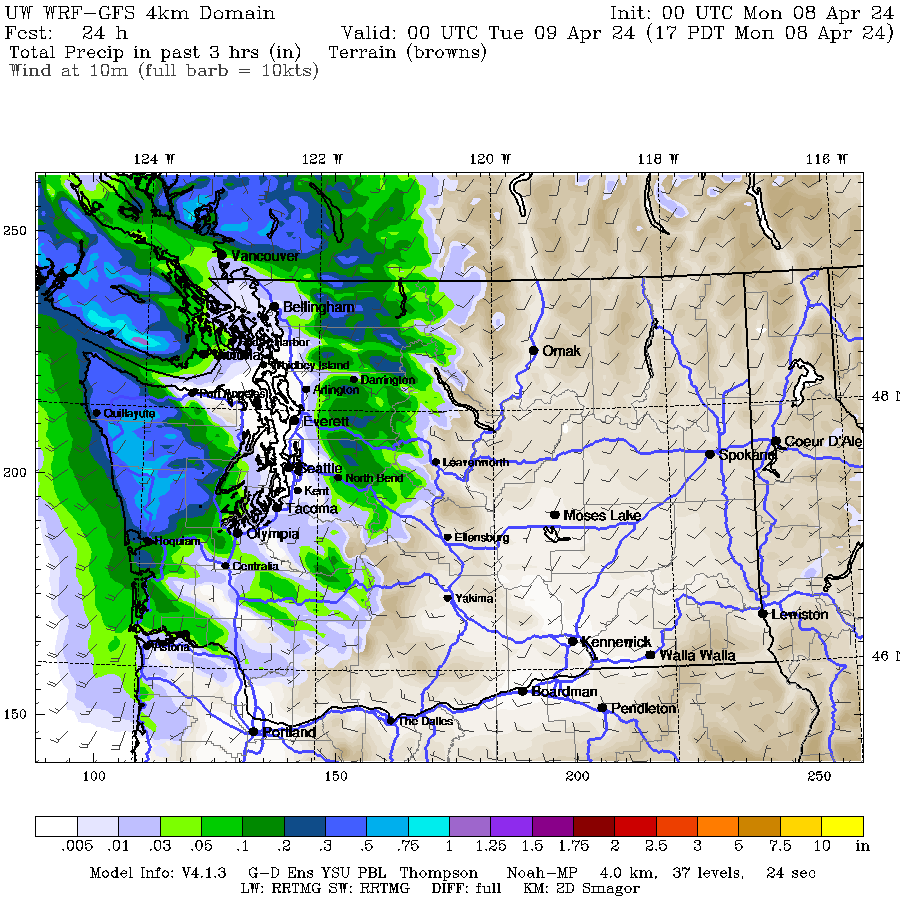 UW WRF-GFS 4km Domain Init: 00 UTC Mon 08 Apr 24
Fcst: 24 h Valid: 00 UTC Tue 09 Apr 24 (17 PDT Mon 08 Apr 24)
Total Precip in past 3 hrs (in) Terrain (browns)
Wind at 10m (full barb = 10kts)
124 W 122 W 120 W 118 W 116 W
250
Vancouver
Bellingham
Harbor
Omak
Whidbey Island
Darrington
Port Angeles
Arlington
48 N
Quillayute
Everett
Coeur D'Ale
Spokane
Leavenworth
200
Seattle
North Bend
Kent
Tacoma
Moses Lake
Olympia
Ellensburg
Hoquiam
Centralia
Yakima
Lewiston
Kennewick
Astoria
Walla Walla
46 N
Boardman
Pendleton
150
The Dalles
Portland
100 150 200 250
.005 .01 .03 .05 .1 .2 .3 .5 .75 1 1.25 1.5 1.75 2 2.5 3 5 7.5 10 in
Model Info: V4.1.3 G-D Ens YSU PBL Thompson Noah-MP 4.0 km, 37 levels, 24 sec
LW: RRTMG SW: RRTMG DIFF: full KM: 2D Smagor